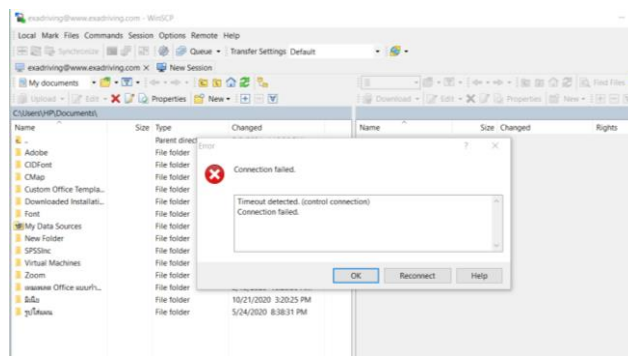 exadriving@www.exadriving.com - WinSCP
Local Mark Files Commands Session Options Remote Help
Synchronize Queue Transfer Settings Default
exadriving@www.exadriving.com × New Session
My documents Find Files
Upload Edit Properties New Download Edit Properties New
C:\Users\HP\Documents\
Name Size Type Changed Name Size Changed Rights
.. Parent direc
Adobe File folder
CIDFont File folder
CMap File folder
Custom Office Templa... File folder
Downloaded Installati... File folder
Font File folder
My Data Sources File folder
New Folder File folder
SPSSInc File folder
Virtual Machines File folder
Zoom File folder
Office File folder
File folder 10/21/2020 3:20:25 PM
File folder 5/24/2020 8:38:31 PM
Error ? ×
Connection failed.
Timeout detected. (control connection)
Connection failed.
OK Reconnect Help